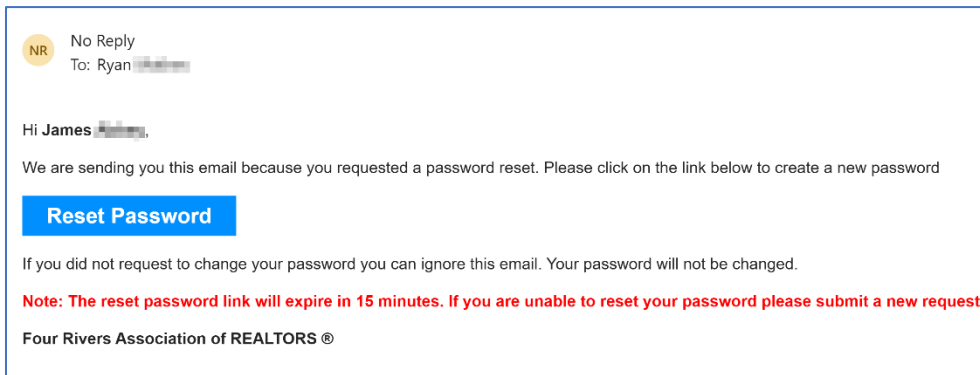 NR
No Reply
To: Ryan
Hi James ,
We are sending you this email because you requested a password reset. Please click on the link below to create a new password
Reset Password
If you did not request to change your password you can ignore this email. Your password will not be changed.
Note: The reset password link will expire in 15 minutes. If you are unable to reset your password please submit a new request
Four Rivers Association of REALTORS ®